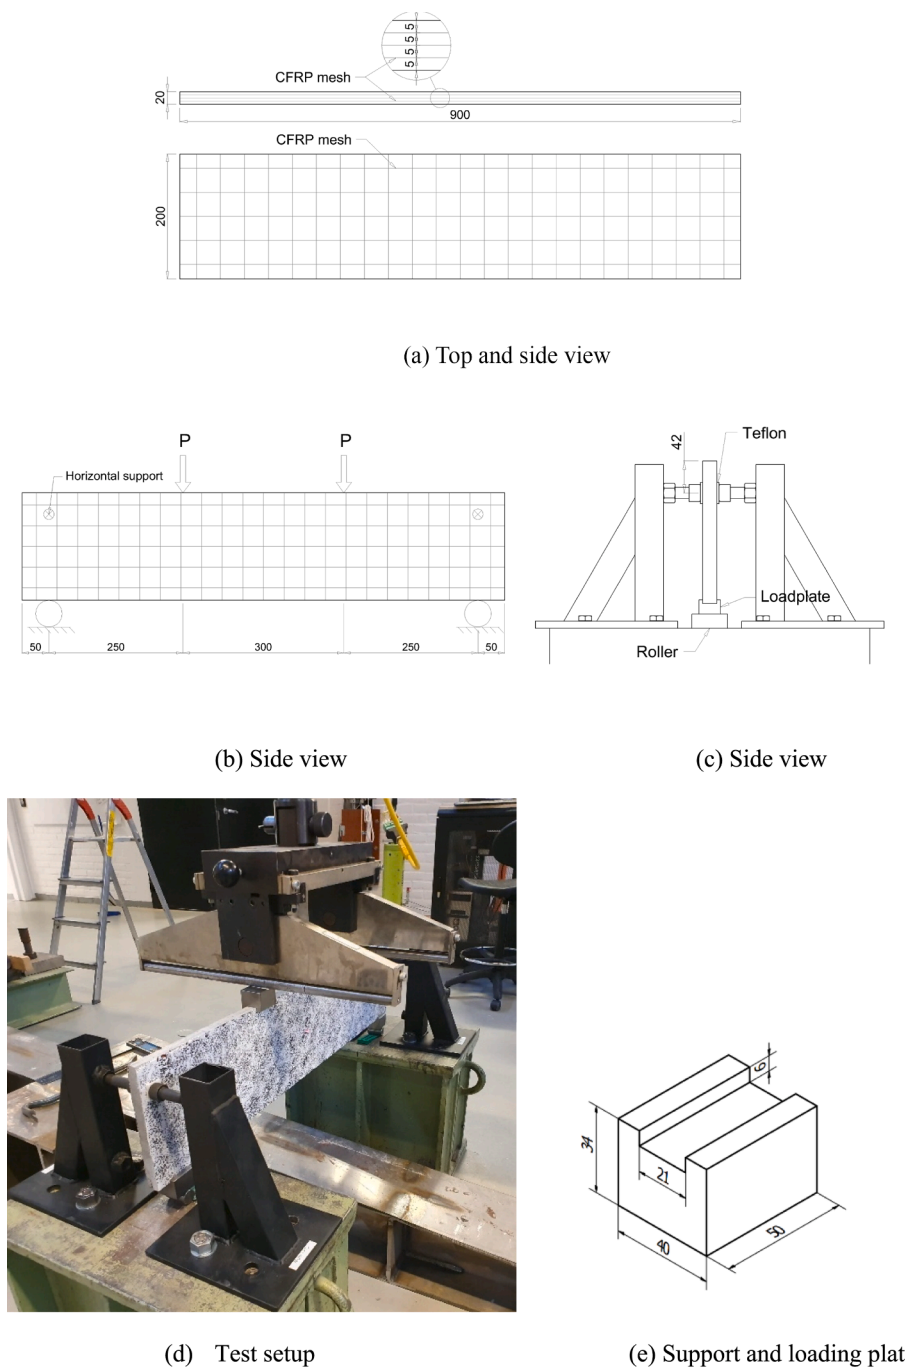 5 5 5 5
CFRP mesh
20
900
CFRP mesh
200
(a) Top and side view
P P
Horizontal support
50 250 300 250 50
(b) Side view
42
Teflon
Loadplate
Roller
(c) Side view
(d) Test setup
6
34
21
40
50
(e) Support and loading plat